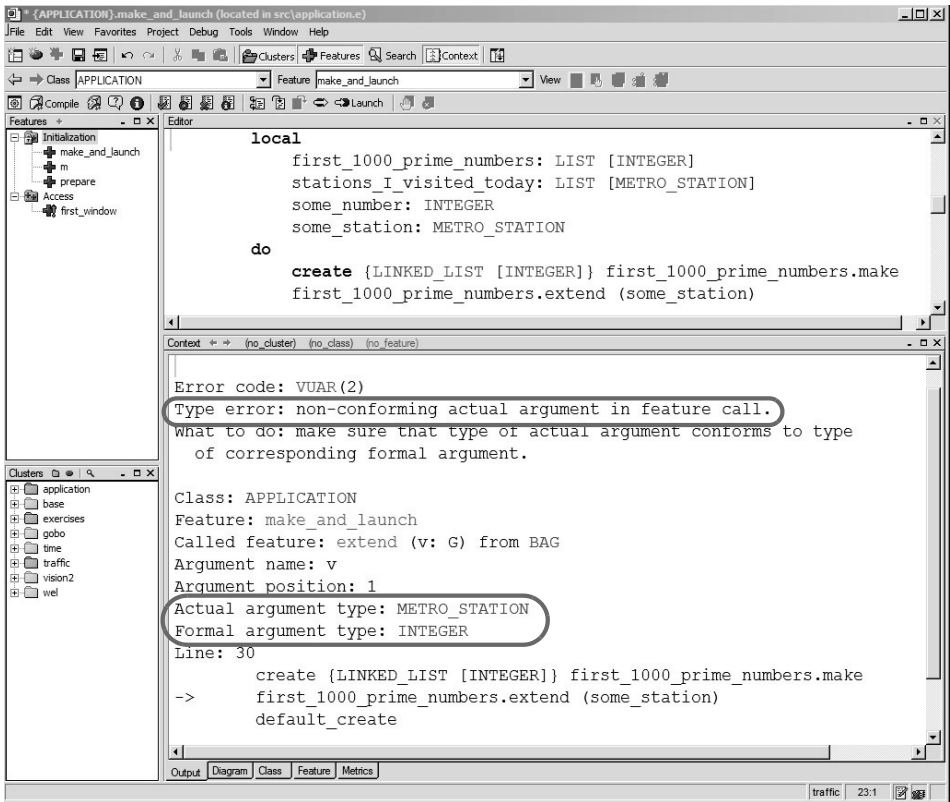 * {APPLICATION}.make_and_launch (located in src\application.e)
File Edit View Favorites Project Debug Tools Window Help
Clusters Features Search Context
Class APPLICATION Feature make_and_launch View
Compile Launch
Features
Initialization
make_and_launch
m
prepare
Access
first_window
Editor
local
first_1000_prime_numbers: LIST [INTEGER]
stations_I_visited_today: LIST [METRO_STATION]
some_number: INTEGER
some_station: METRO_STATION
do
create {LINKED_LIST [INTEGER]} first_1000_prime_numbers.make
first_1000_prime_numbers.extend (some_station)
Context (no_cluster) (no_class) (no_feature)
Error code: VUAR(2)
Type error: non-conforming actual argument in feature call.
What to do: make sure that type of actual argument conforms to type
of corresponding formal argument.
Class: APPLICATION
Feature: make_and_launch
Called feature: extend (v: G) from BAG
Argument name: v
Argument position: 1
Actual argument type: METRO_STATION
Formal argument type: INTEGER
Line: 30
create {LINKED_LIST [INTEGER]} first_1000_prime_numbers.make
-> first_1000_prime_numbers.extend (some_station)
default_create
Output Diagram Class Feature Metrics
Clusters
application
base
exercises
gobo
time
traffic
vision2
wel
traffic 23:1